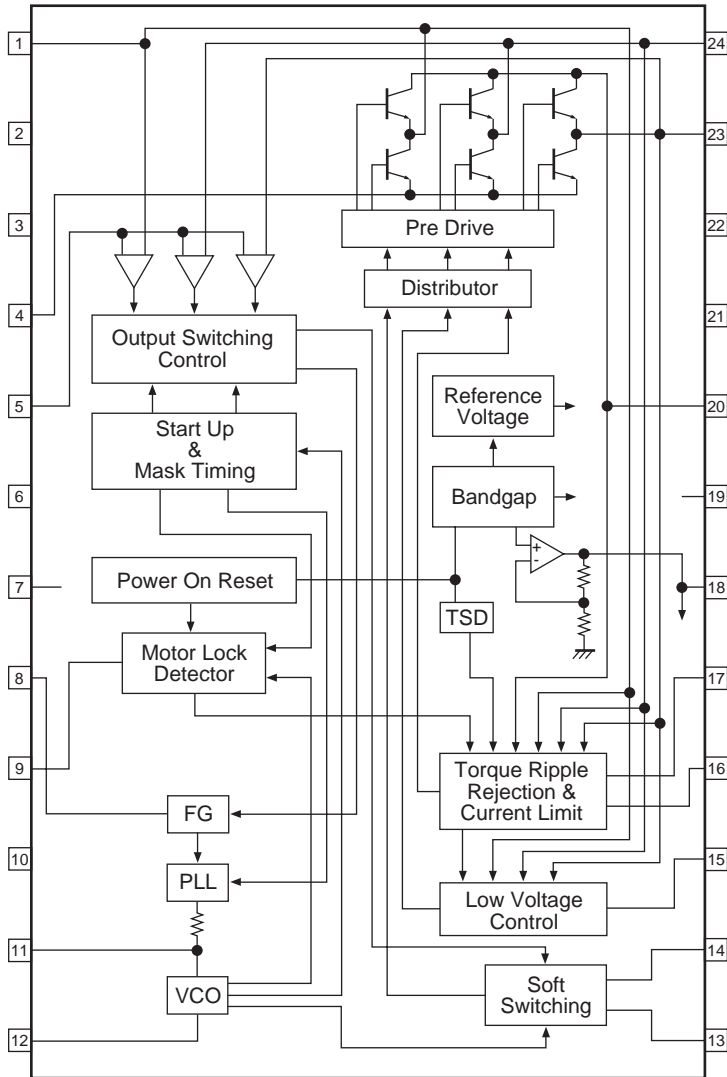 1
24
2
23
3
22
Pre Drive
Distributor
4
21
Output Switching
Control
5
20
Reference
Voltage
Start Up
&
Mask Timing
6
19
Bandgap
+
-
7
18
Power On Reset
TSD
Motor Lock
Detector
8
17
9
16
Torque Ripple
Rejection &
Current Limit
FG
10
15
PLL
Low Voltage
Control
11
14
Soft
Switching
VCO
12
13